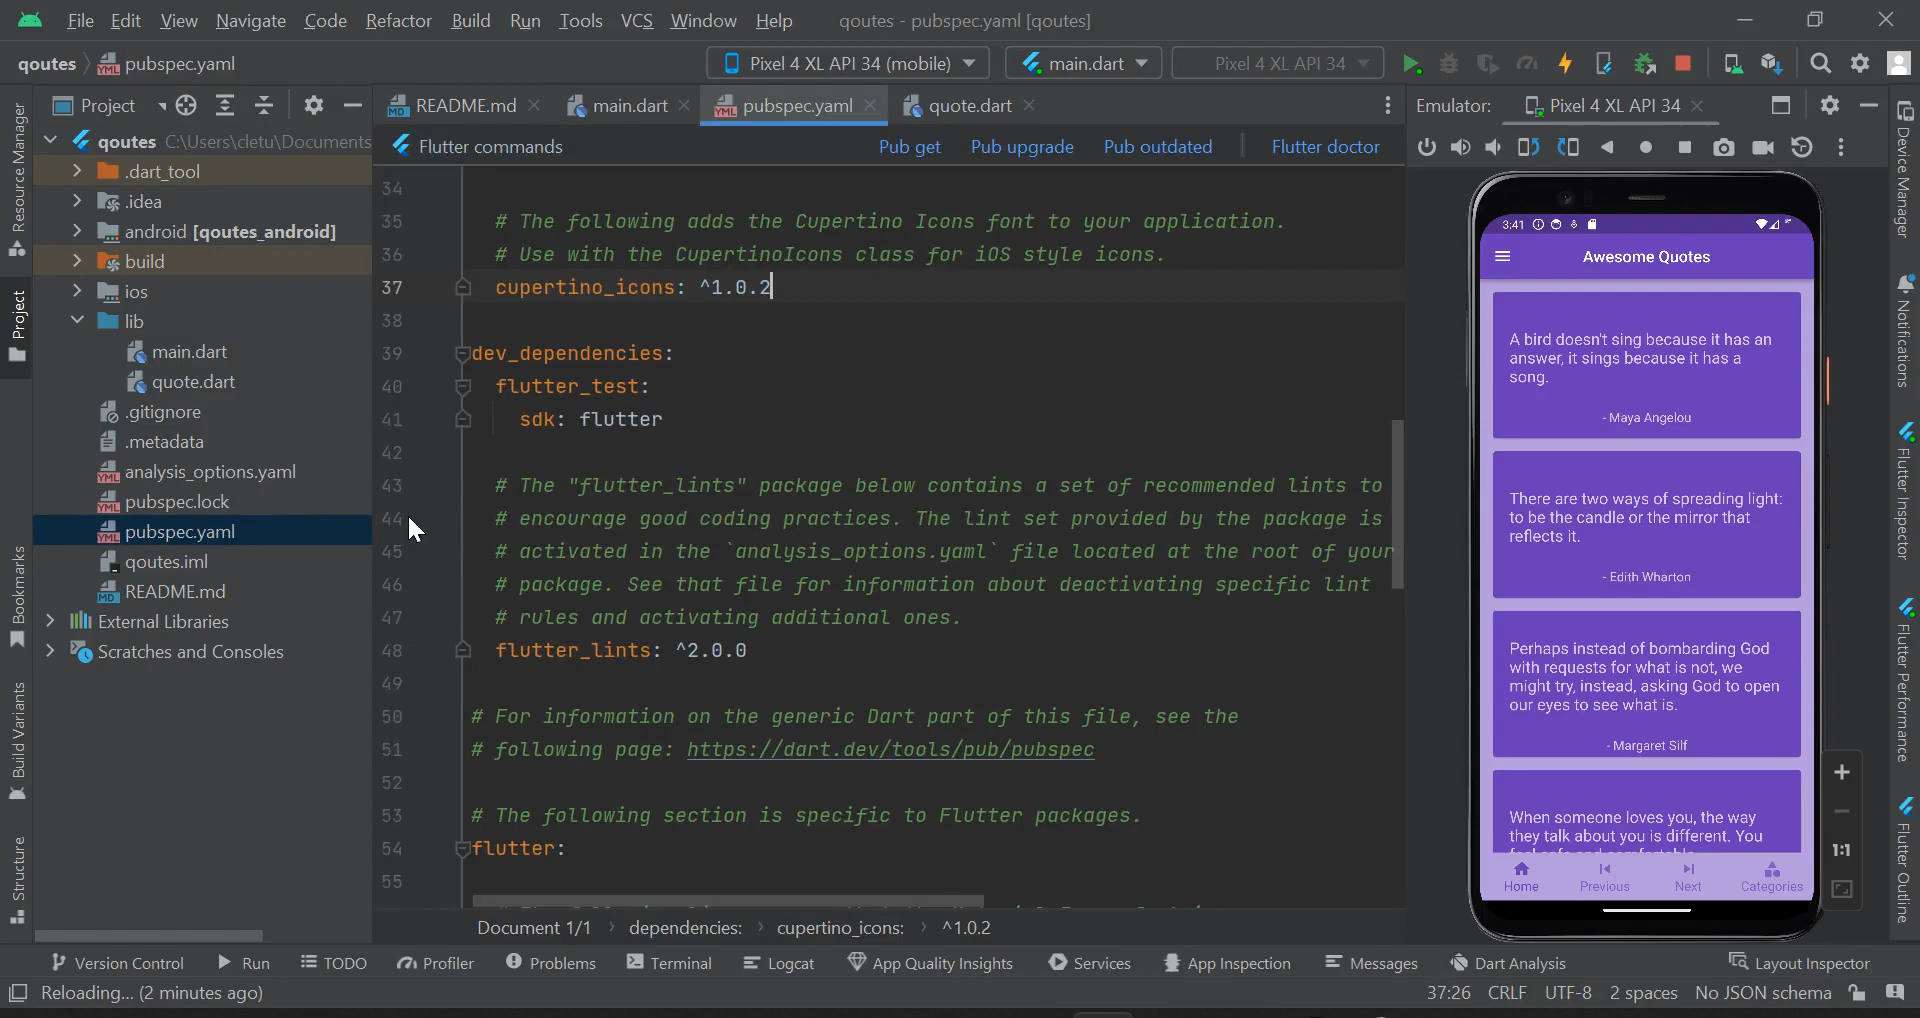 File Edit View Navigate Code Refactor Build Run Tools VCS Window Help qoutes - pubspec.yaml [qoutes]
qoutes pubspec.yaml Pixel 4 XL API 34 (mobile) main.dart Pixel 4 XL API 34
Project
README.md main.dart pubspec.yaml quote.dart
Emulator: Pixel 4 XL API 34
Flutter commands Pub get Pub upgrade Pub outdated Flutter doctor
Resource Manager
Project
Bookmarks
Build Variants
Structure
qoutes C:\Users\cletu\Documents
.dart_tool
.idea
android [qoutes_android]
build
ios
lib
main.dart
quote.dart
.gitignore
.metadata
analysis_options.yaml
pubspec.lock
pubspec.yaml
qoutes.iml
README.md
External Libraries
Scratches and Consoles
34
35 # The following adds the Cupertino Icons font to your application.
36 # Use with the CupertinoIcons class for iOS style icons.
37 cupertino_icons: ^1.0.2
38
39 dev_dependencies:
40 flutter_test:
41 sdk: flutter
42
43 # The "flutter_lints" package below contains a set of recommended lints to
44 # encourage good coding practices. The lint set provided by the package is
45 # activated in the `analysis_options.yaml` file located at the root of your
46 # package. See that file for information about deactivating specific lint
47 # rules and activating additional ones.
48 flutter_lints: ^2.0.0
49
50 # For information on the generic Dart part of this file, see the
51 # following page: https://dart.dev/tools/pub/pubspec
52
53 # The following section is specific to Flutter packages.
54 flutter:
55
Document 1/1 dependencies: cupertino_icons: ^1.0.2
3:41
Awesome Quotes
A bird doesn't sing because it has an
answer, it sings because it has a
song.
- Maya Angelou
There are two ways of spreading light:
to be the candle or the mirror that
reflects it.
- Edith Wharton
Perhaps instead of bombarding God
with requests for what is not, we
might try, instead, asking God to open
our eyes to see what is.
- Margaret Silf
When someone loves you, the way
they talk about you is different. You
Home Previous Next Categories
1:1
Device Manager
Notifications
Flutter Inspector
Flutter Performance
Flutter Outline
Version Control Run TODO Profiler Problems Terminal Logcat App Quality Insights Services App Inspection Messages Dart Analysis Layout Inspector
Reloading... (2 minutes ago) 37:26 CRLF UTF-8 2 spaces No JSON schema